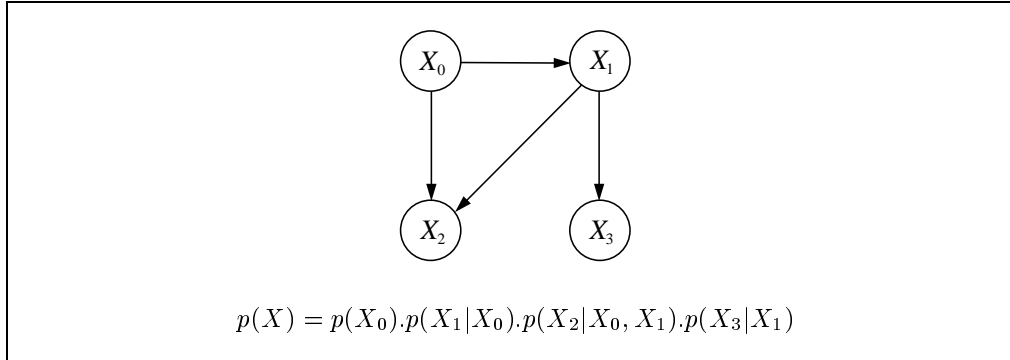 X₀ X₁
X₂ X₃
p(X) = p(X₀).p(X₁|X₀).p(X₂|X₀, X₁).p(X₃|X₁)